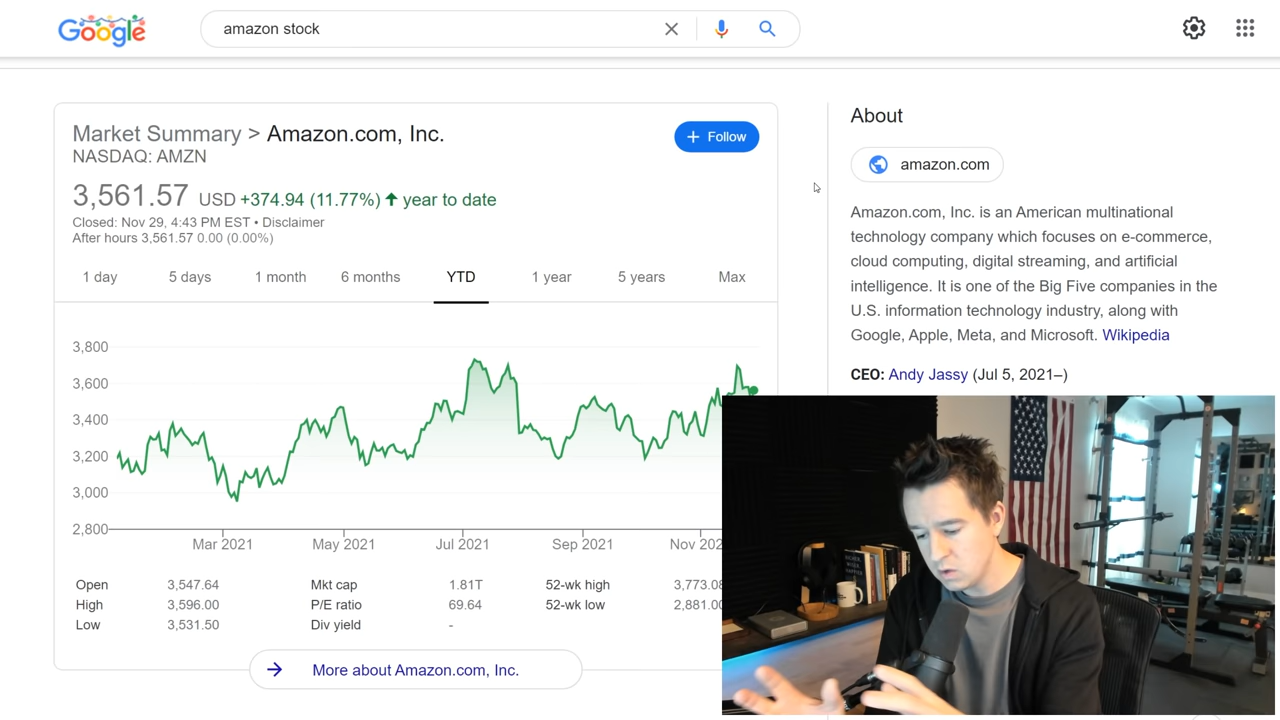 Google
amazon stock
Market Summary > Amazon.com, Inc.
NASDAQ: AMZN
+ Follow
3,561.57 USD +374.94 (11.77%) ↑ year to date
Closed: Nov 29, 4:43 PM EST • Disclaimer
After hours 3,561.57 0.00 (0.00%)
1 day 5 days 1 month 6 months YTD 1 year 5 years Max
3,800
3,600
3,400
3,200
3,000
2,800
Mar 2021 May 2021 Jul 2021 Sep 2021 Nov 202
Open 3,547.64 Mkt cap 1.81T 52-wk high 3,773.08
High 3,596.00 P/E ratio 69.64 52-wk low 2,881.00
Low 3,531.50 Div yield -
More about Amazon.com, Inc.
About
amazon.com
Amazon.com, Inc. is an American multinational
technology company which focuses on e-commerce,
cloud computing, digital streaming, and artificial
intelligence. It is one of the Big Five companies in the
U.S. information technology industry, along with
Google, Apple, Meta, and Microsoft. Wikipedia
CEO: Andy Jassy (Jul 5, 2021–)